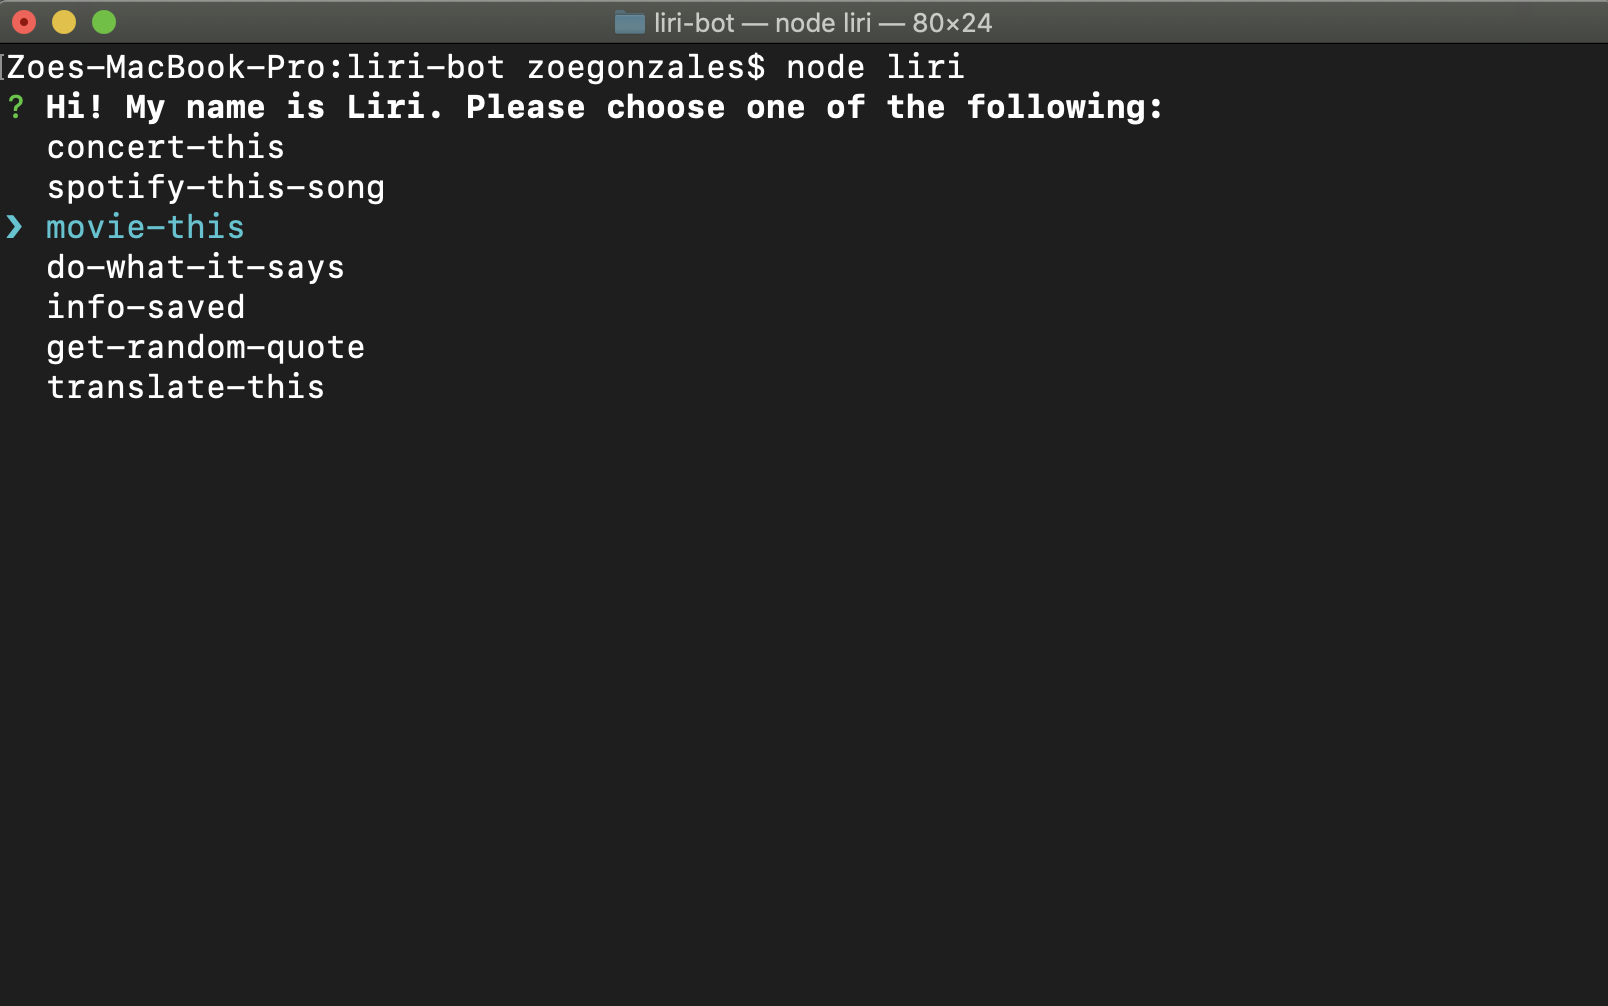 liri-bot — node liri — 80×24
Zoes-MacBook-Pro:liri-bot zoegonzales$ node liri
? Hi! My name is Liri. Please choose one of the following:
concert-this
spotify-this-song
❯ movie-this
do-what-it-says
info-saved
get-random-quote
translate-this